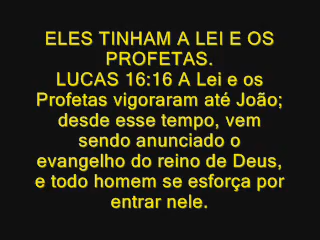 ELES TINHAM A LEI E OS
PROFETAS.
LUCAS 16:16 A Lei e os
Profetas vigoraram até João;
desde esse tempo, vem
sendo anunciado o
evangelho do reino de Deus,
e todo homem se esforça por
entrar nele.